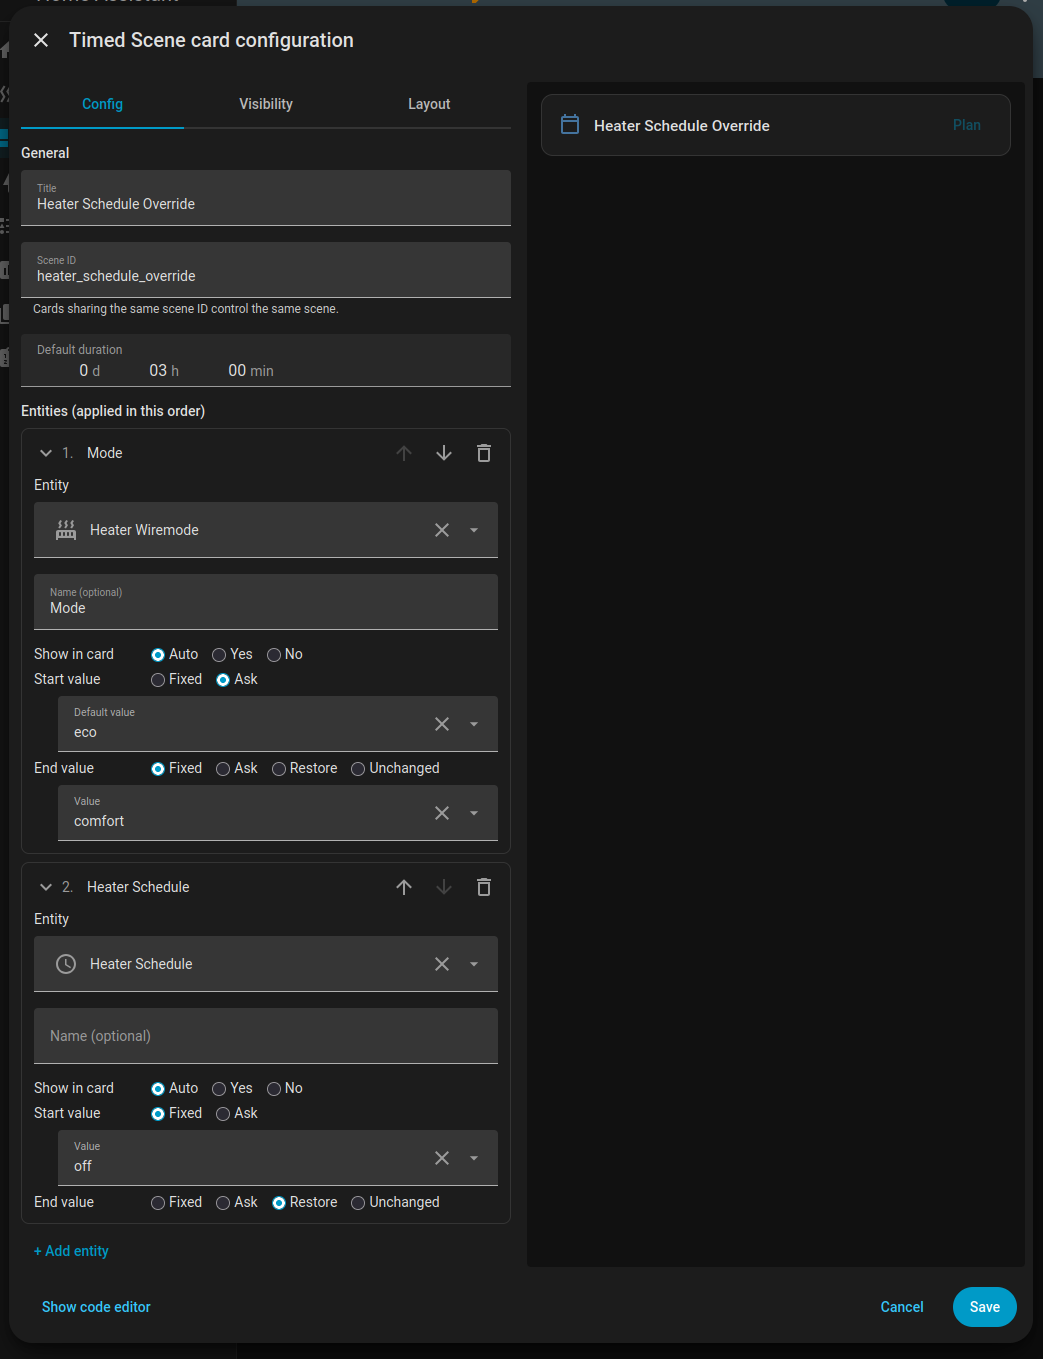 Timed Scene card configuration
Config
Visibility
Layout
General
Title
Heater Schedule Override
Scene ID
heater_schedule_override
Cards sharing the same scene ID control the same scene.
Default duration
0 d 03 h 00 min
Entities (applied in this order)
1. Mode
Entity
Heater Wiremode
Name (optional)
Mode
Show in card Auto Yes No
Start value Fixed Ask
Default value
eco
End value Fixed Ask Restore Unchanged
Value
comfort
2. Heater Schedule
Entity
Heater Schedule
Name (optional)
Show in card Auto Yes No
Start value Fixed Ask
Value
off
End value Fixed Ask Restore Unchanged
+ Add entity
Heater Schedule Override Plan
Show code editor
Cancel
Save